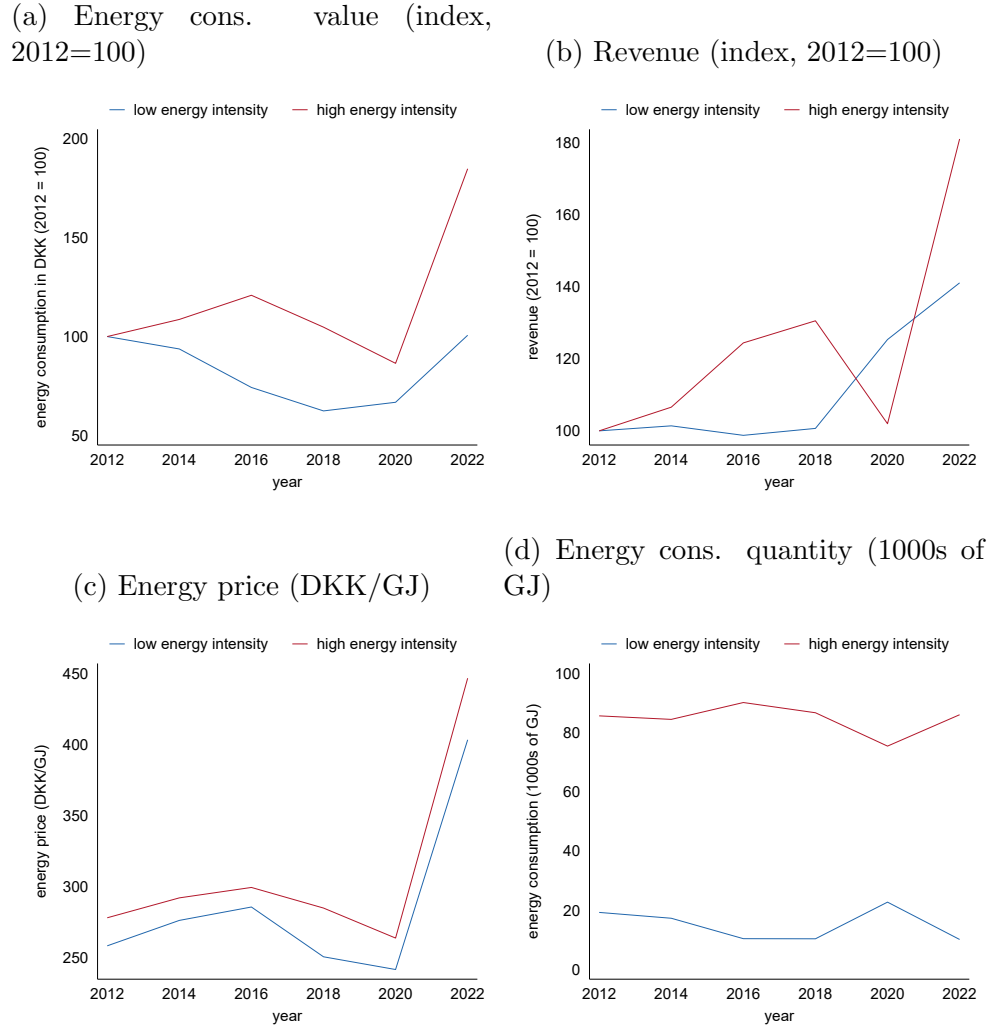 (a) Energy cons. value (index,
2012=100)
low energy intensity high energy intensity
energy consumption in DKK (2012 = 100)
200
150
100
50
2012 2014 2016 2018 2020 2022
year
(b) Revenue (index, 2012=100)
low energy intensity high energy intensity
revenue (2012 = 100)
180
160
140
120
100
2012 2014 2016 2018 2020 2022
year
(c) Energy price (DKK/GJ)
low energy intensity high energy intensity
energy price (DKK/GJ)
450
400
350
300
250
2012 2014 2016 2018 2020 2022
year
(d) Energy cons. quantity (1000s of
GJ)
low energy intensity high energy intensity
energy consumption (1000s of GJ)
100
80
60
40
20
0
2012 2014 2016 2018 2020 2022
year